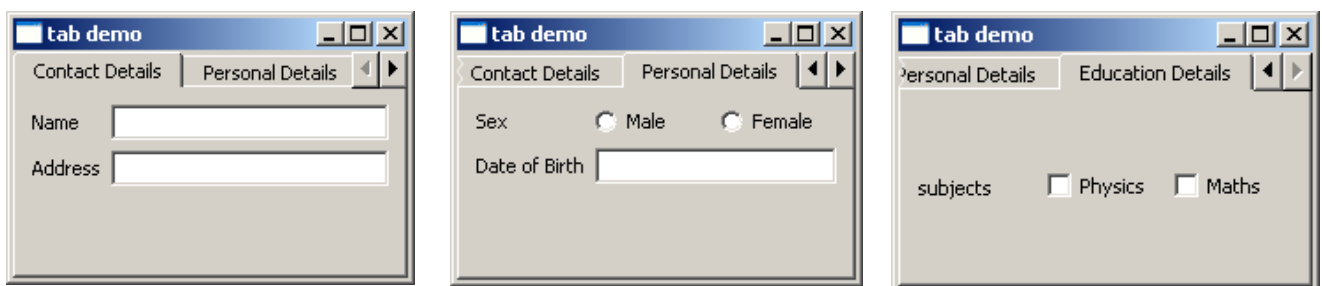 tab demo
Contact Details Personal Details
Name
Address
tab demo
Contact Details Personal Details
Sex Male Female
Date of Birth
tab demo
Personal Details Education Details
subjects Physics Maths